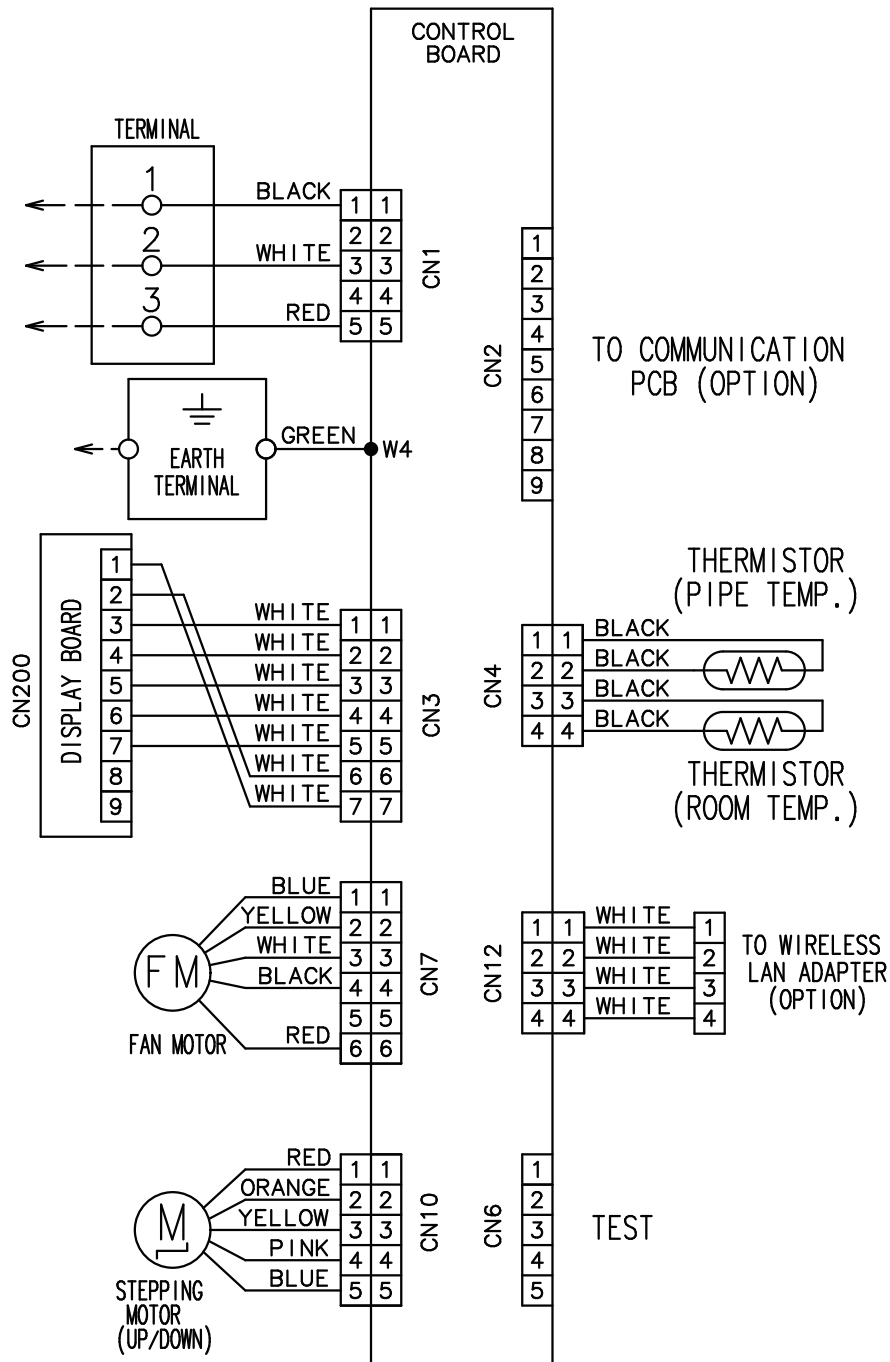 CONTROL
BOARD
TERMINAL
1
BLACK
1 1
2 2
2
WHITE
3 3
4 4
3
RED
5 5
CN1
EARTH
TERMINAL
GREEN
W4
CN2
1
2
3
4
5
6
7
8
9
TO COMMUNICATION
PCB (OPTION)
CN200
DISPLAY BOARD
1
2
3
4
5
6
7
8
9
WHITE 1 1
WHITE 2 2
WHITE 3 3
WHITE 4 4
WHITE 5 5
WHITE 6 6
WHITE 7 7
CN3
THERMISTOR
(PIPE TEMP.)
CN4
1 1 BLACK
2 2 BLACK
3 3 BLACK
4 4 BLACK
THERMISTOR
(ROOM TEMP.)
FM
FAN MOTOR
BLUE 1 1
YELLOW 2 2
WHITE 3 3
BLACK 4 4
5 5
RED 6 6
CN7
CN12
1 1 WHITE 1
2 2 WHITE 2
3 3 WHITE 3
4 4 WHITE 4
TO WIRELESS
LAN ADAPTER
(OPTION)
M
STEPPING
MOTOR
(UP/DOWN)
RED 1 1
ORANGE 2 2
YELLOW 3 3
PINK 4 4
BLUE 5 5
CN10
CN6
1
2
3
4
5
TEST